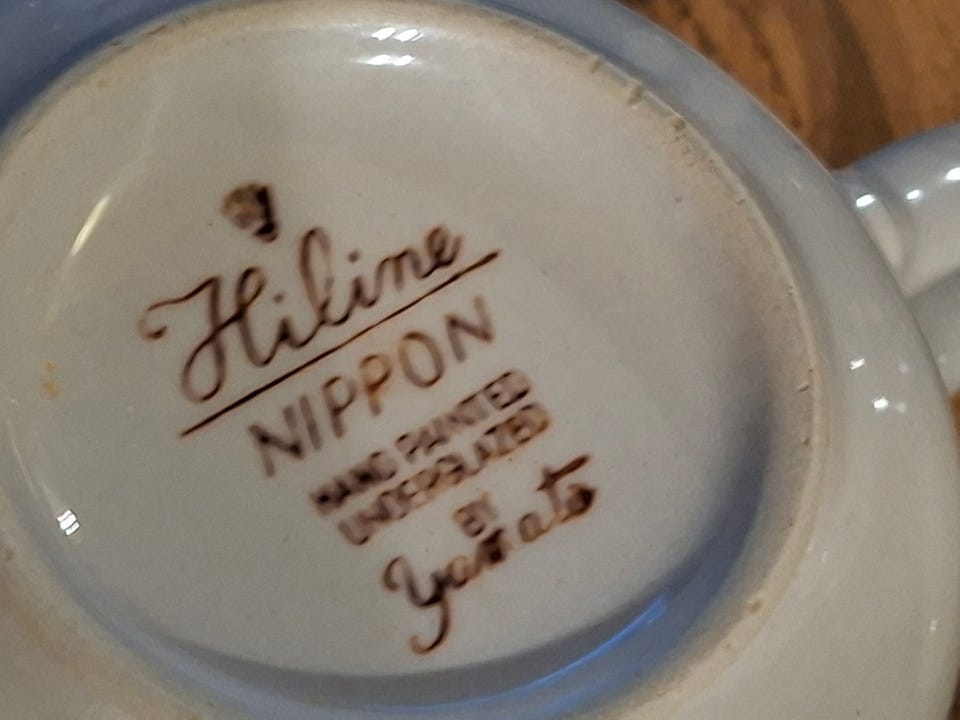 Hiline
NIPPON
HAND PAINTED
UNDERGLAZED
BY
Yamato